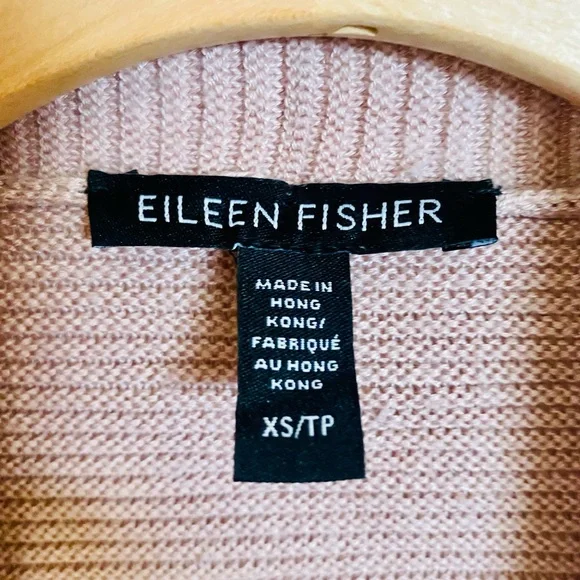 EILEEN FISHER
MADE IN
HONG
KONG/
FABRIQUÉ
AU HONG
KONG
XS/TP